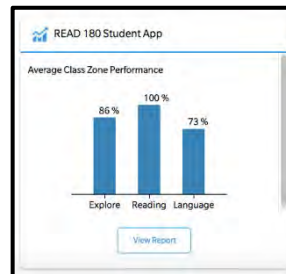 READ 180 Student App
Average Class Zone Performance
86 %
100 %
73 %
Explore Reading Language
View Report